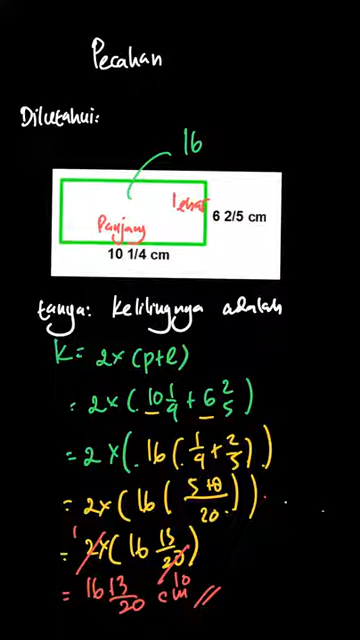 Pecahan
Diketahui:
16
lebar
6 2/5 cm
Panjang
10 1/4 cm
tanya: Kelilingnya adalah
K = 2 × (p+l)
= 2 × (10 1/4 + 6 2/5)
= 2 × (16 (1/4 + 2/5))
= 2 × (16 (5+8/20))
= 2 × (16 13/20)
1 10
= 16 13/20 cm //